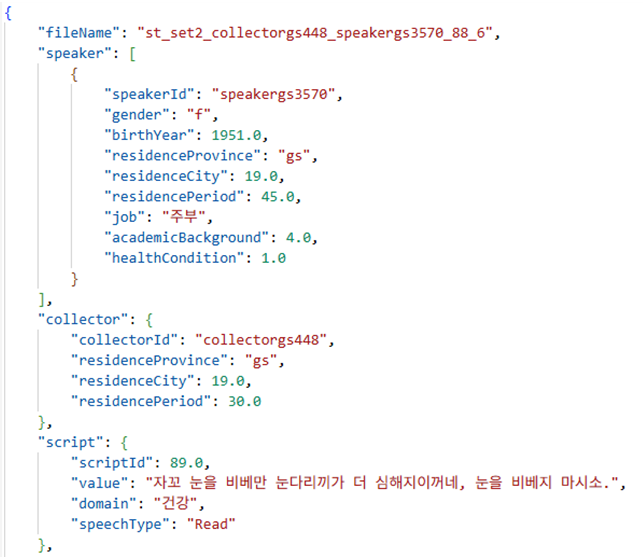 {
"fileName": "st_set2_collectorgs448_speakergs3570_88_6",
"speaker": [
{
"speakerId": "speakergs3570",
"gender": "f",
"birthYear": 1951.0,
"residenceProvince": "gs",
"residenceCity": 19.0,
"residencePeriod": 45.0,
"job": "주부",
"academicBackground": 4.0,
"healthCondition": 1.0
}
],
"collector": {
"collectorId": "collectorgs448",
"residenceProvince": "gs",
"residenceCity": 19.0,
"residencePeriod": 30.0
},
"script": {
"scriptId": 89.0,
"value": "자꼬 눈을 비베만 눈다리끼가 더 심해지이꺼네, 눈을 비베지 마시소.",
"domain": "건강",
"speechType": "Read"
},